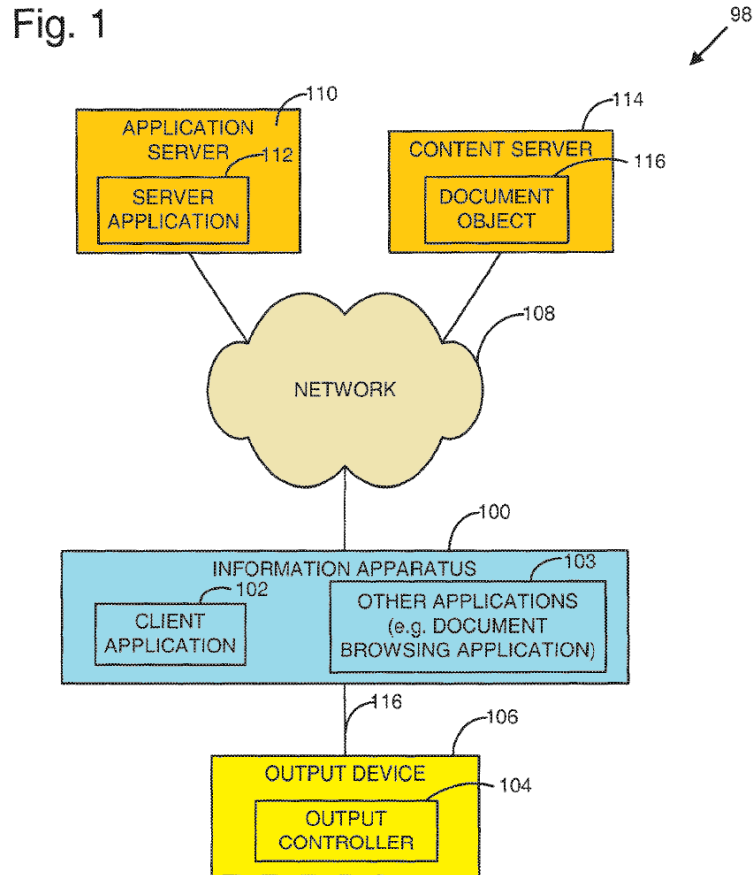 Fig. 1
98
110
APPLICATION
SERVER
112
SERVER
APPLICATION
114
CONTENT SERVER
116
DOCUMENT
OBJECT
108
NETWORK
100
INFORMATION APPARATUS
102
CLIENT
APPLICATION
103
OTHER APPLICATIONS
(e.g. DOCUMENT
BROWSING APPLICATION)
116
106
OUTPUT DEVICE
104
OUTPUT
CONTROLLER